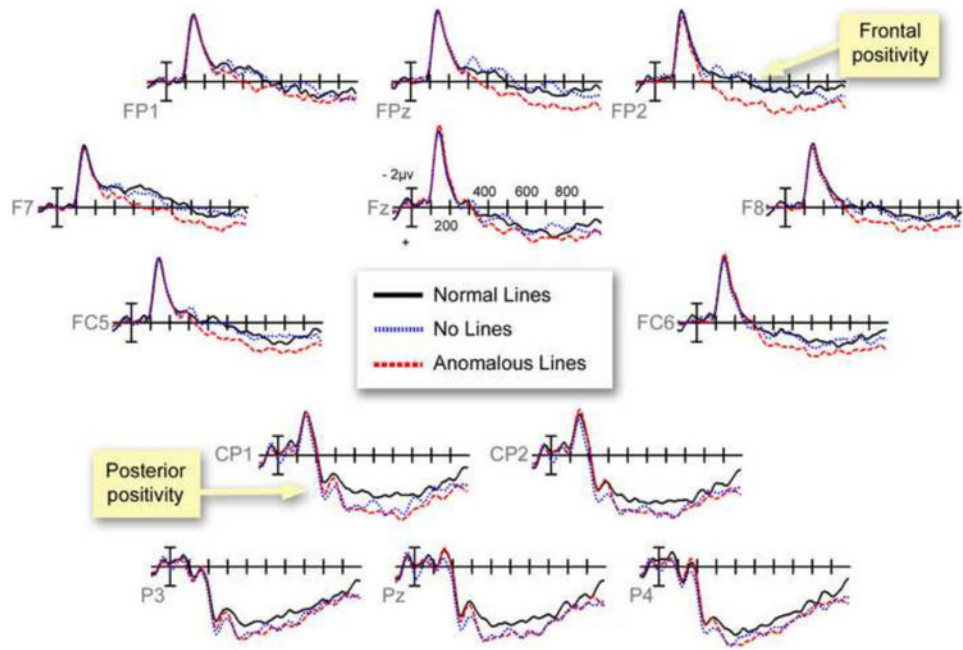 Frontal
positivity
FP1
FPz
FP2
- 2μv
400 600 800
F7
Fz
F8
200
+
Normal Lines
FC5
FC6
No Lines
Anomalous Lines
CP1
CP2
Posterior
positivity
P3
Pz
P4